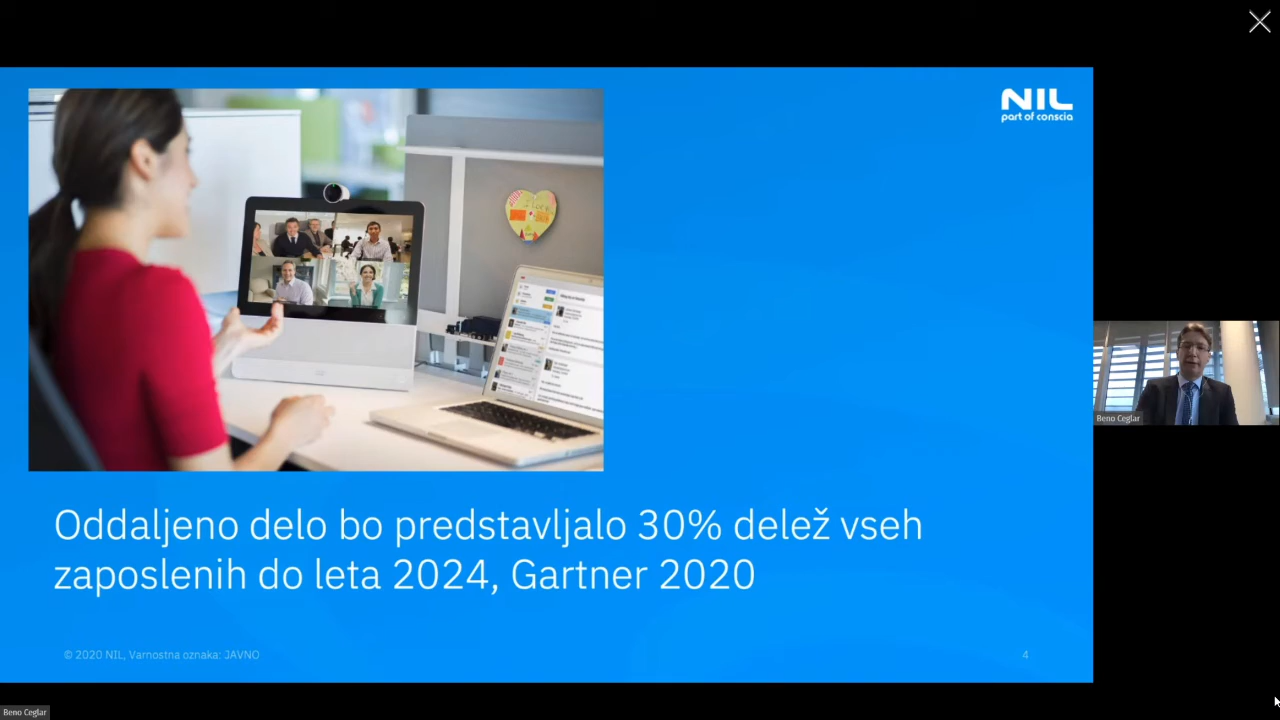 NIL
part of conscia
Oddaljeno delo bo predstavljalo 30% delež vseh
zaposlenih do leta 2024, Gartner 2020
© 2020 NIL, Varnostna oznaka: JAVNO
4
Beno Ceglar
Beno Ceglar